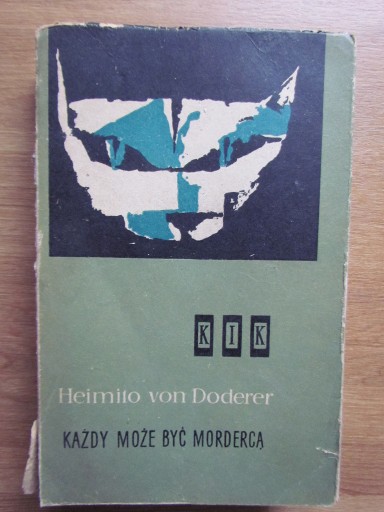 KIK
Heimito von Doderer
KAŻDY MOŻE BYĆ MORDERCĄ